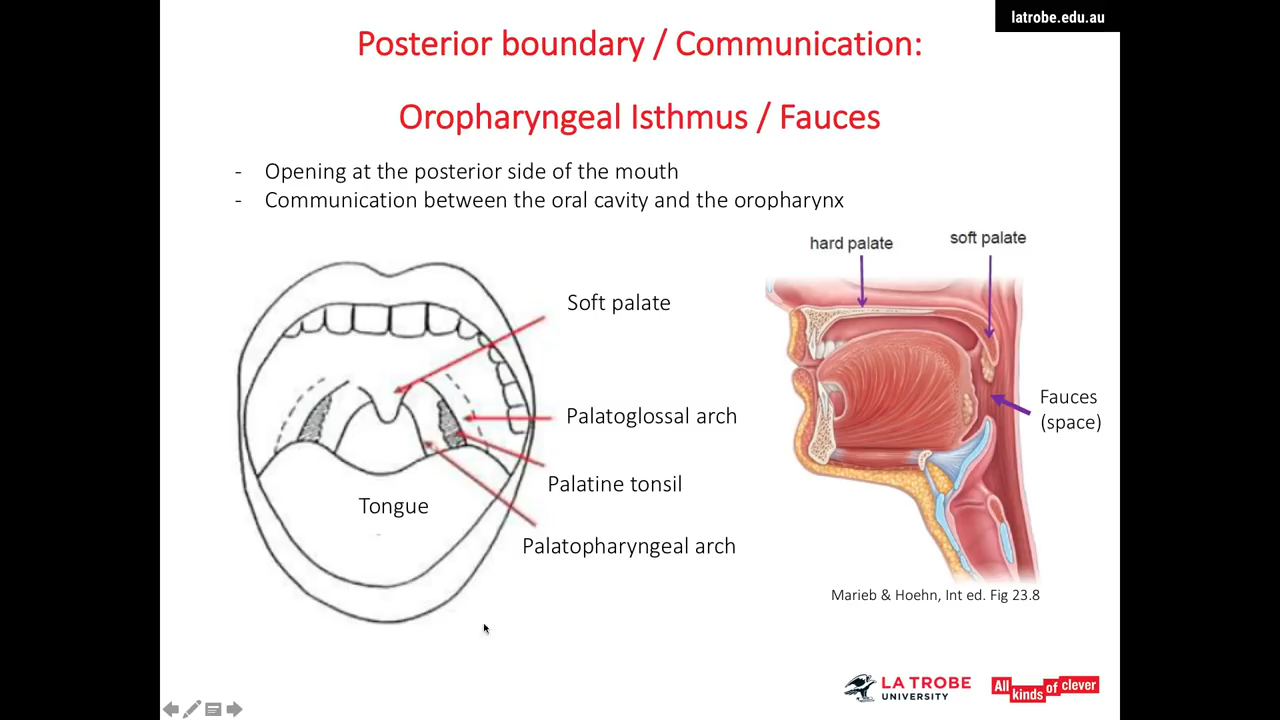 latrobe.edu.au
Posterior boundary / Communication:
Oropharyngeal Isthmus / Fauces
- Opening at the posterior side of the mouth
- Communication between the oral cavity and the oropharynx
hard palate
soft palate
Soft palate
Palatoglossal arch
Fauces
(space)
Palatine tonsil
Tongue
Palatopharyngeal arch
Marieb & Hoehn, Int ed. Fig 23.8
LA TROBE
UNIVERSITY
All kinds of clever